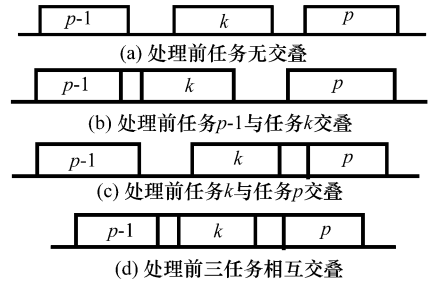 p-1 k p
(a) 处理前任务无交叠
p-1 k p
(b) 处理前任务p-1与任务k交叠
p-1 k p
(c) 处理前任务k与任务p交叠
p-1 k p
(d) 处理前三任务相互交叠